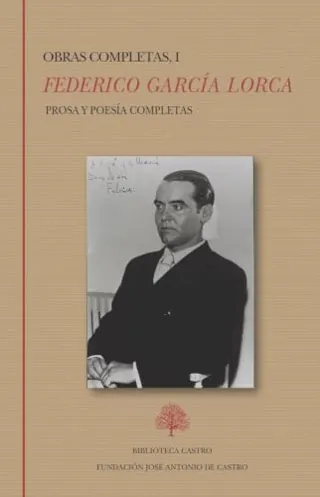 OBRAS COMPLETAS, I
FEDERICO GARCÍA LORCA
PROSA Y POESÍA COMPLETAS
BIBLIOTECA CASTRO
FUNDACIÓN JOSÉ ANTONIO DE CASTRO